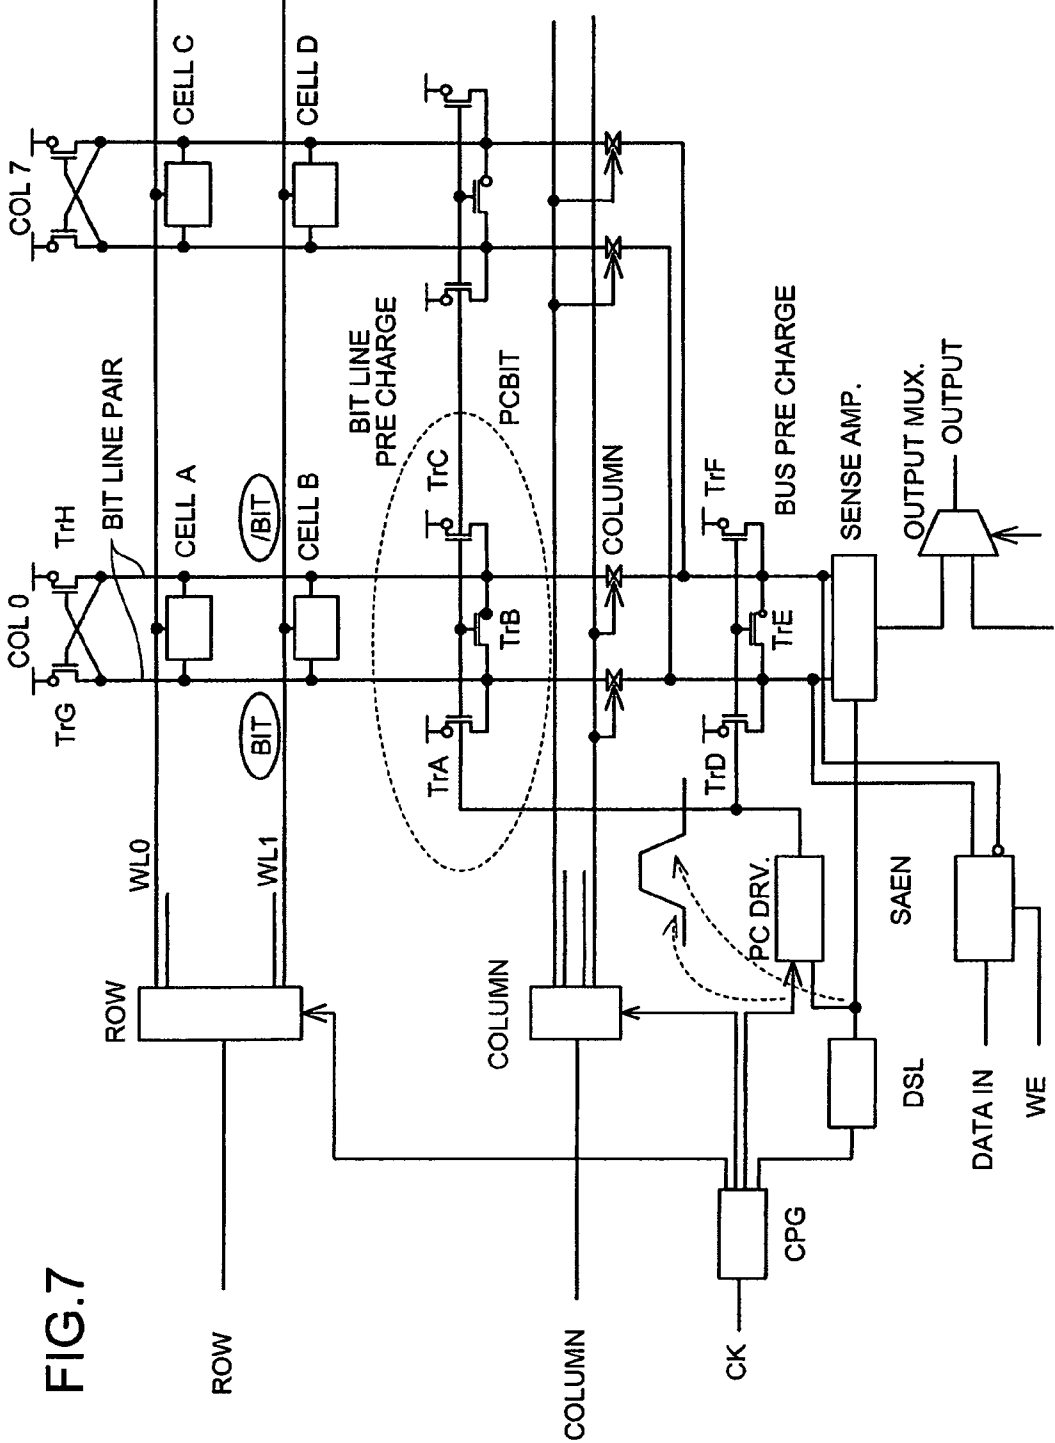 FIG.7
COL 0
COL 7
TrG
TrH
BIT LINE PAIR
WL0
CELL A
CELL C
ROW
ROW
BIT
/BIT
WL1
CELL B
CELL D
BIT LINE
PRE CHARGE
TrA
TrC
TrB
PCBIT
COLUMN
COLUMN
COLUMN
TrD
TrF
TrE
BUS PRE CHARGE
PC DRV.
CK
CPG
SENSE AMP.
SAEN
DSL
OUTPUT MUX.
OUTPUT
DATA IN
WE